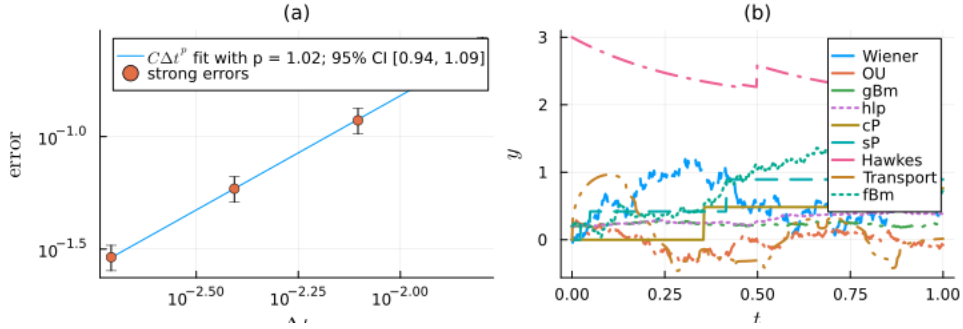 (a)
CΔt^p fit with p = 1.02; 95% CI [0.94, 1.09]
strong errors
error
10^-1.0
10^-1.5
10^-2.50
10^-2.25
10^-2.00
(b)
Wiener
OU
gBm
hlp
cP
sP
Hawkes
Transport
fBm
y
3
2
1
0
0.00
0.25
0.50
0.75
1.00
t